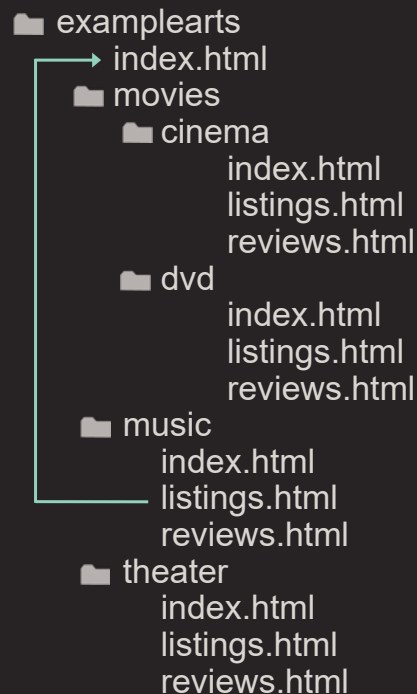 examplearts
index.html
movies
cinema
index.html
listings.html
reviews.html
dvd
index.html
listings.html
reviews.html
music
index.html
listings.html
reviews.html
theater
index.html
listings.html
reviews.html